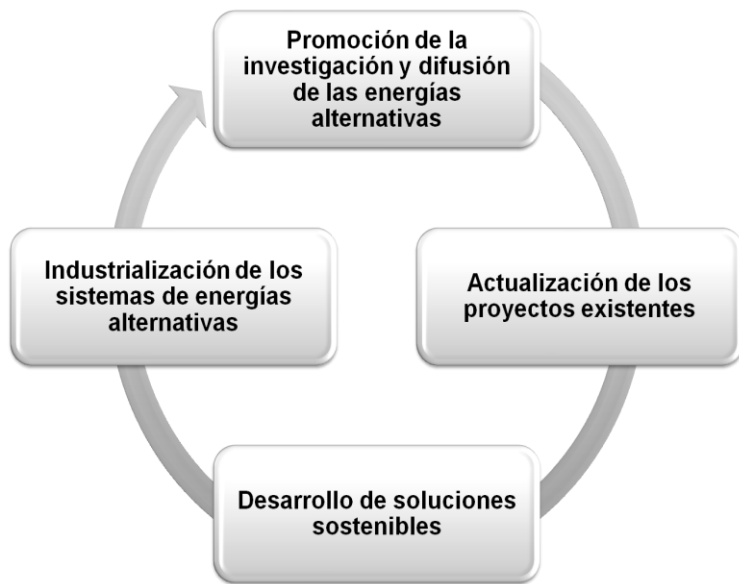 Promoción de la
investigación y difusión
de las energías
alternativas
Actualización de los
proyectos existentes
Desarrollo de soluciones
sostenibles
Industrialización de los
sistemas de energías
alternativas